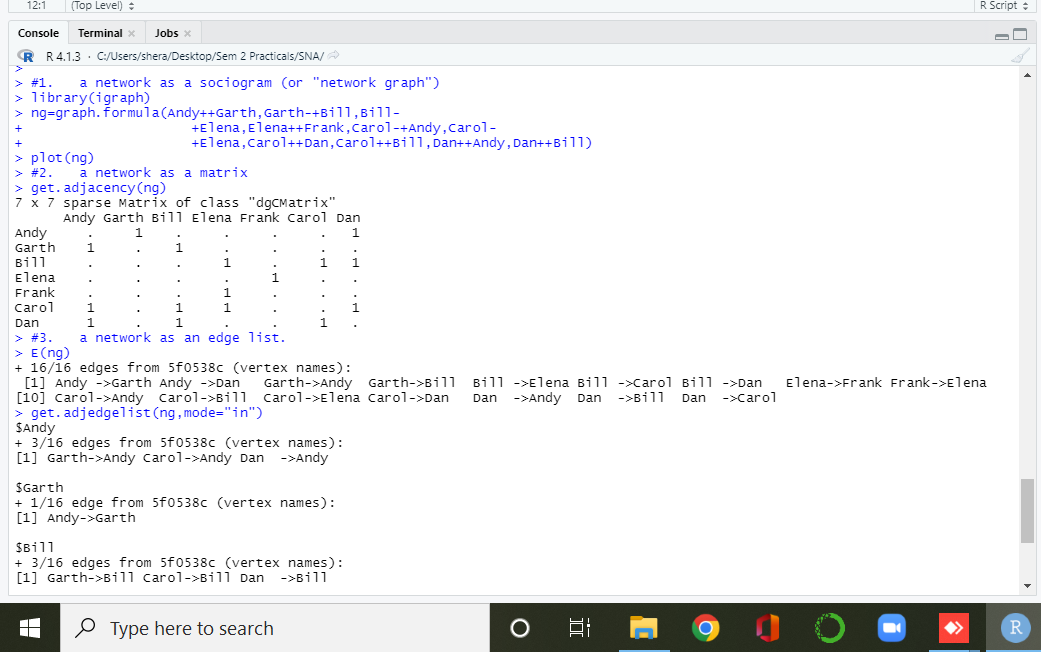 12:1 (Top Level) R Script
Console Terminal × Jobs ×
R R 4.1.3 · C:/Users/shera/Desktop/Sem 2 Practicals/SNA/
>
> #1.   a network as a sociogram (or "network graph")
> library(igraph)
> ng=graph.formula(Andy++Garth,Garth-+Bill,Bill-
+                     +Elena,Elena++Frank,Carol-+Andy,Carol-
+                     +Elena,Carol++Dan,Carol++Bill,Dan++Andy,Dan++Bill)
> plot(ng)
> #2.   a network as a matrix
> get.adjacency(ng)
7 x 7 sparse Matrix of class "dgCMatrix"
      Andy Garth Bill Elena Frank Carol Dan
Andy     .     1    .     .     .     .   1
Garth    1     .    1     .     .     .   .
Bill     .     .    .     1     .     1   1
Elena    .     .    .     .     1     .   .
Frank    .     .    .     1     .     .   .
Carol    1     .    1     1     .     .   1
Dan      1     .    1     .     .     1   .
> #3.   a network as an edge list.
> E(ng)
+ 16/16 edges from 5f0538c (vertex names):
 [1] Andy ->Garth Andy ->Dan   Garth->Andy  Garth->Bill  Bill ->Elena Bill ->Carol Bill ->Dan   Elena->Frank Frank->Elena
[10] Carol->Andy  Carol->Bill  Carol->Elena Carol->Dan   Dan  ->Andy  Dan  ->Bill  Dan  ->Carol
> get.adjedgelist(ng,mode="in")
$Andy
+ 3/16 edges from 5f0538c (vertex names):
[1] Garth->Andy Carol->Andy Dan  ->Andy
$Garth
+ 1/16 edge from 5f0538c (vertex names):
[1] Andy->Garth
$Bill
+ 3/16 edges from 5f0538c (vertex names):
[1] Garth->Bill Carol->Bill Dan  ->Bill
Type here to search R